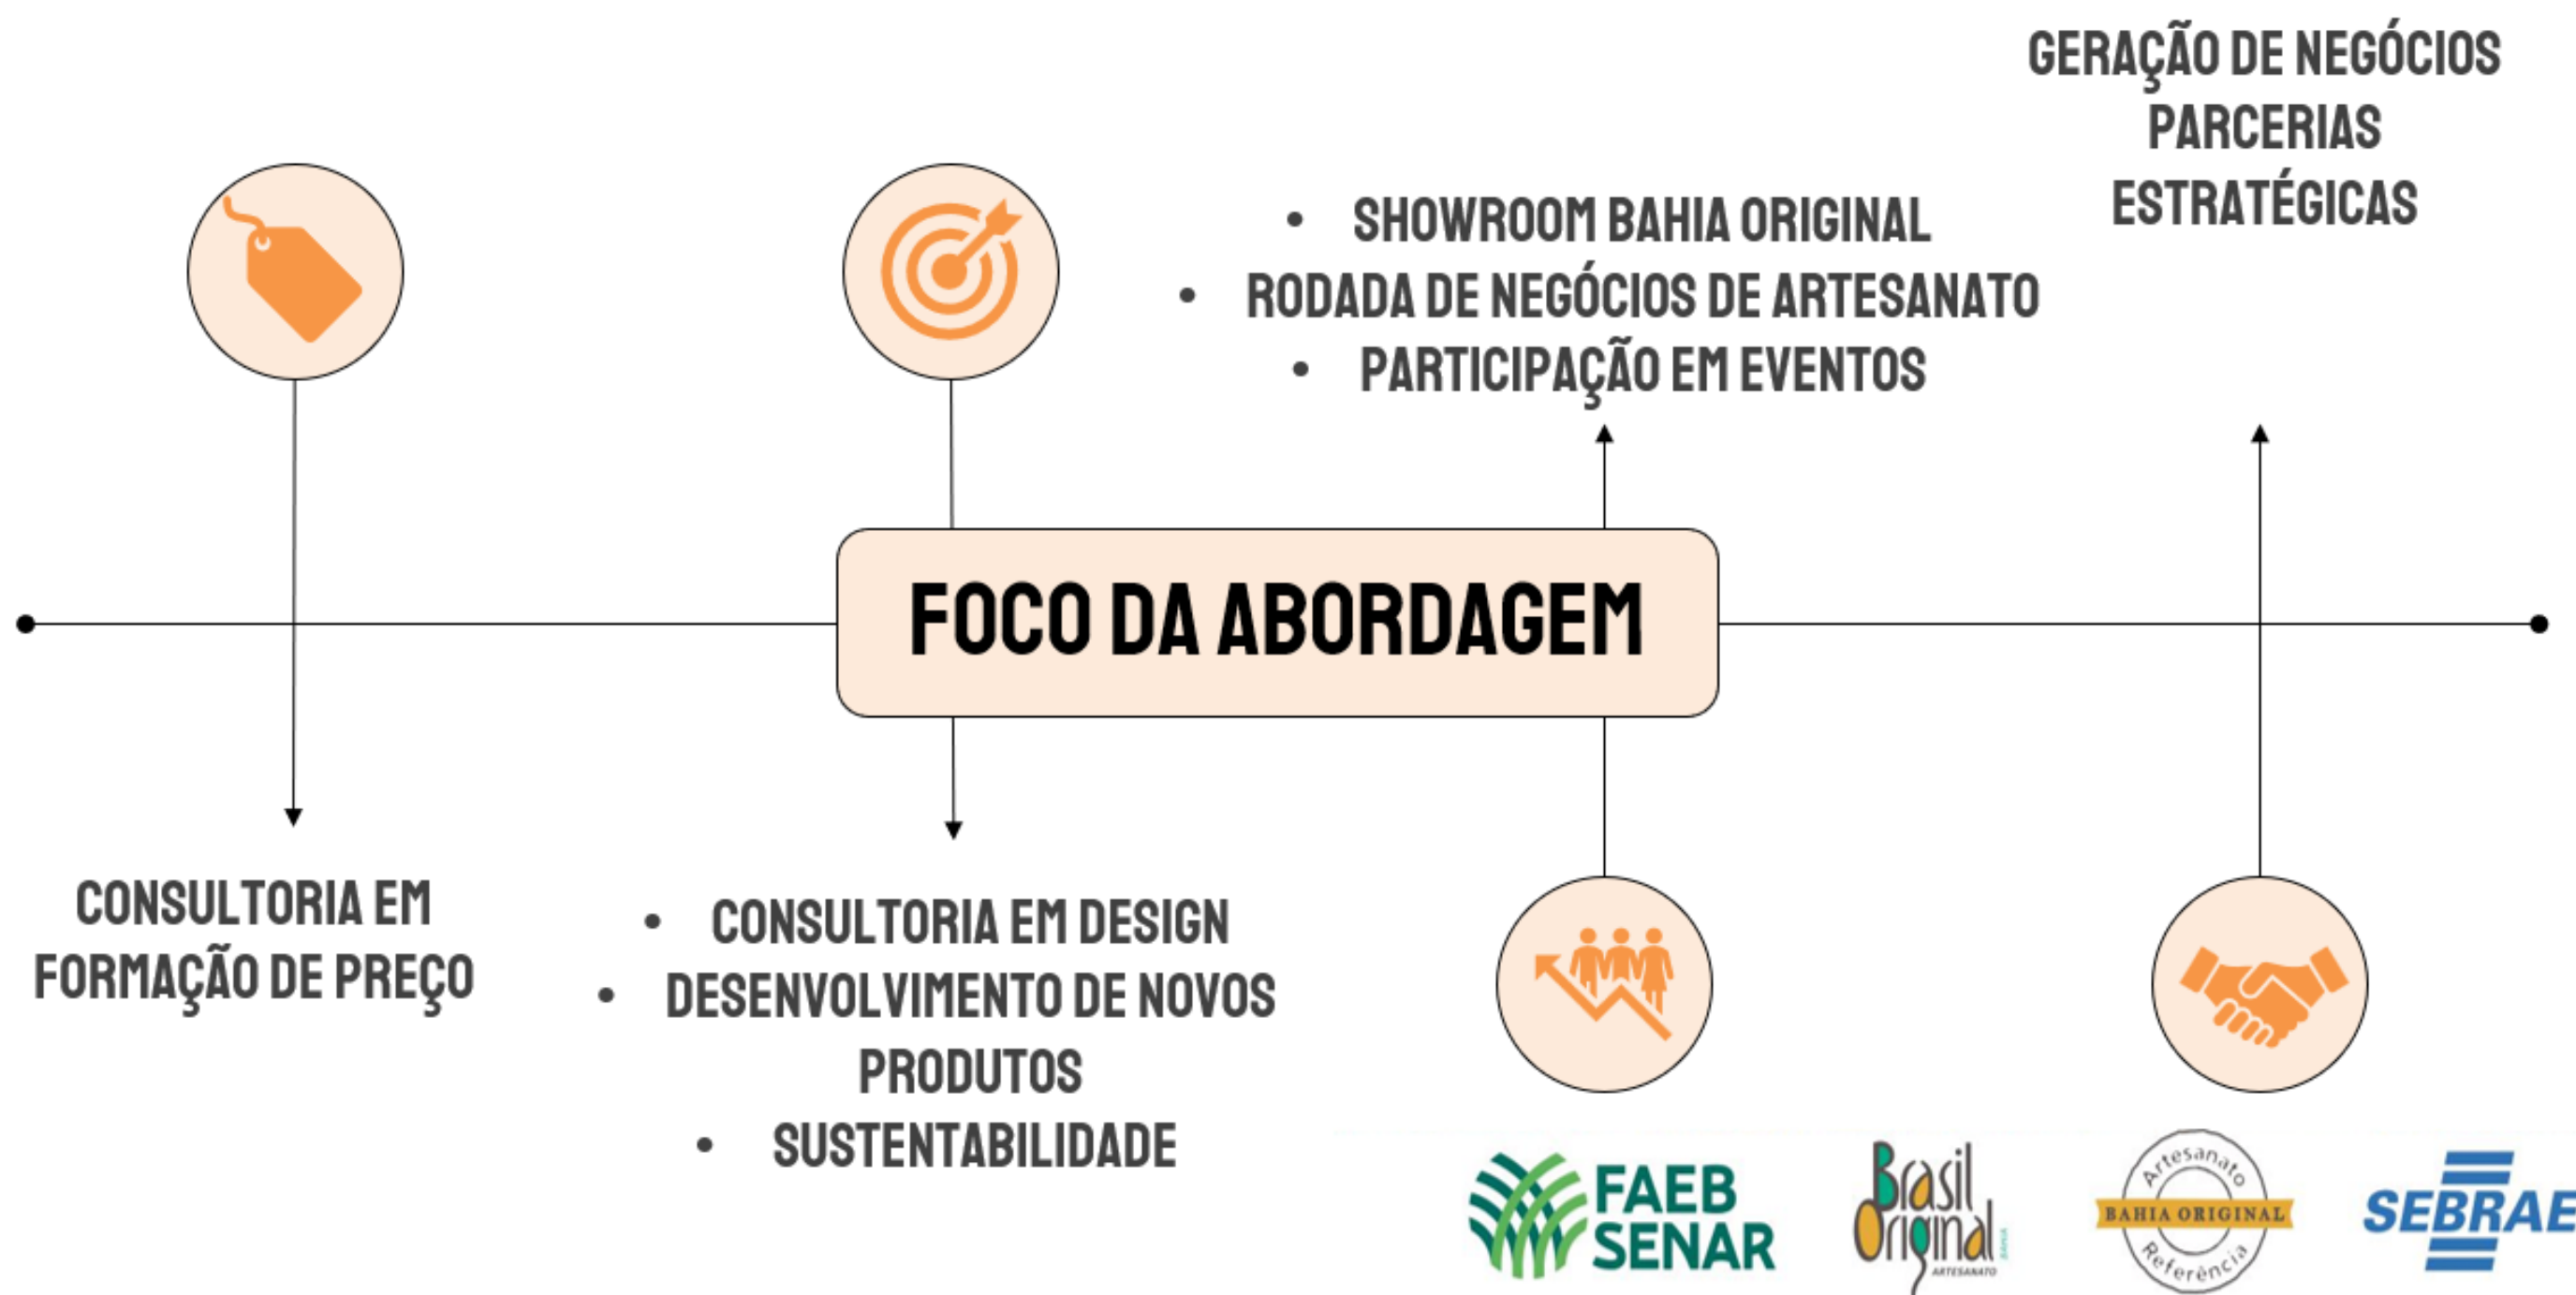 GERAÇÃO DE NEGÓCIOS
PARCERIAS
ESTRATÉGICAS
• SHOWROOM BAHIA ORIGINAL
• RODADA DE NEGÓCIOS DE ARTESANATO
• PARTICIPAÇÃO EM EVENTOS
FOCO DA ABORDAGEM
CONSULTORIA EM
FORMAÇÃO DE PREÇO
• CONSULTORIA EM DESIGN
• DESENVOLVIMENTO DE NOVOS
PRODUTOS
• SUSTENTABILIDADE
FAEB
SENAR
Brasil
Original
BAHIA
ARTESANATO
Artesanato
BAHIA ORIGINAL
Referência
SEBRAE